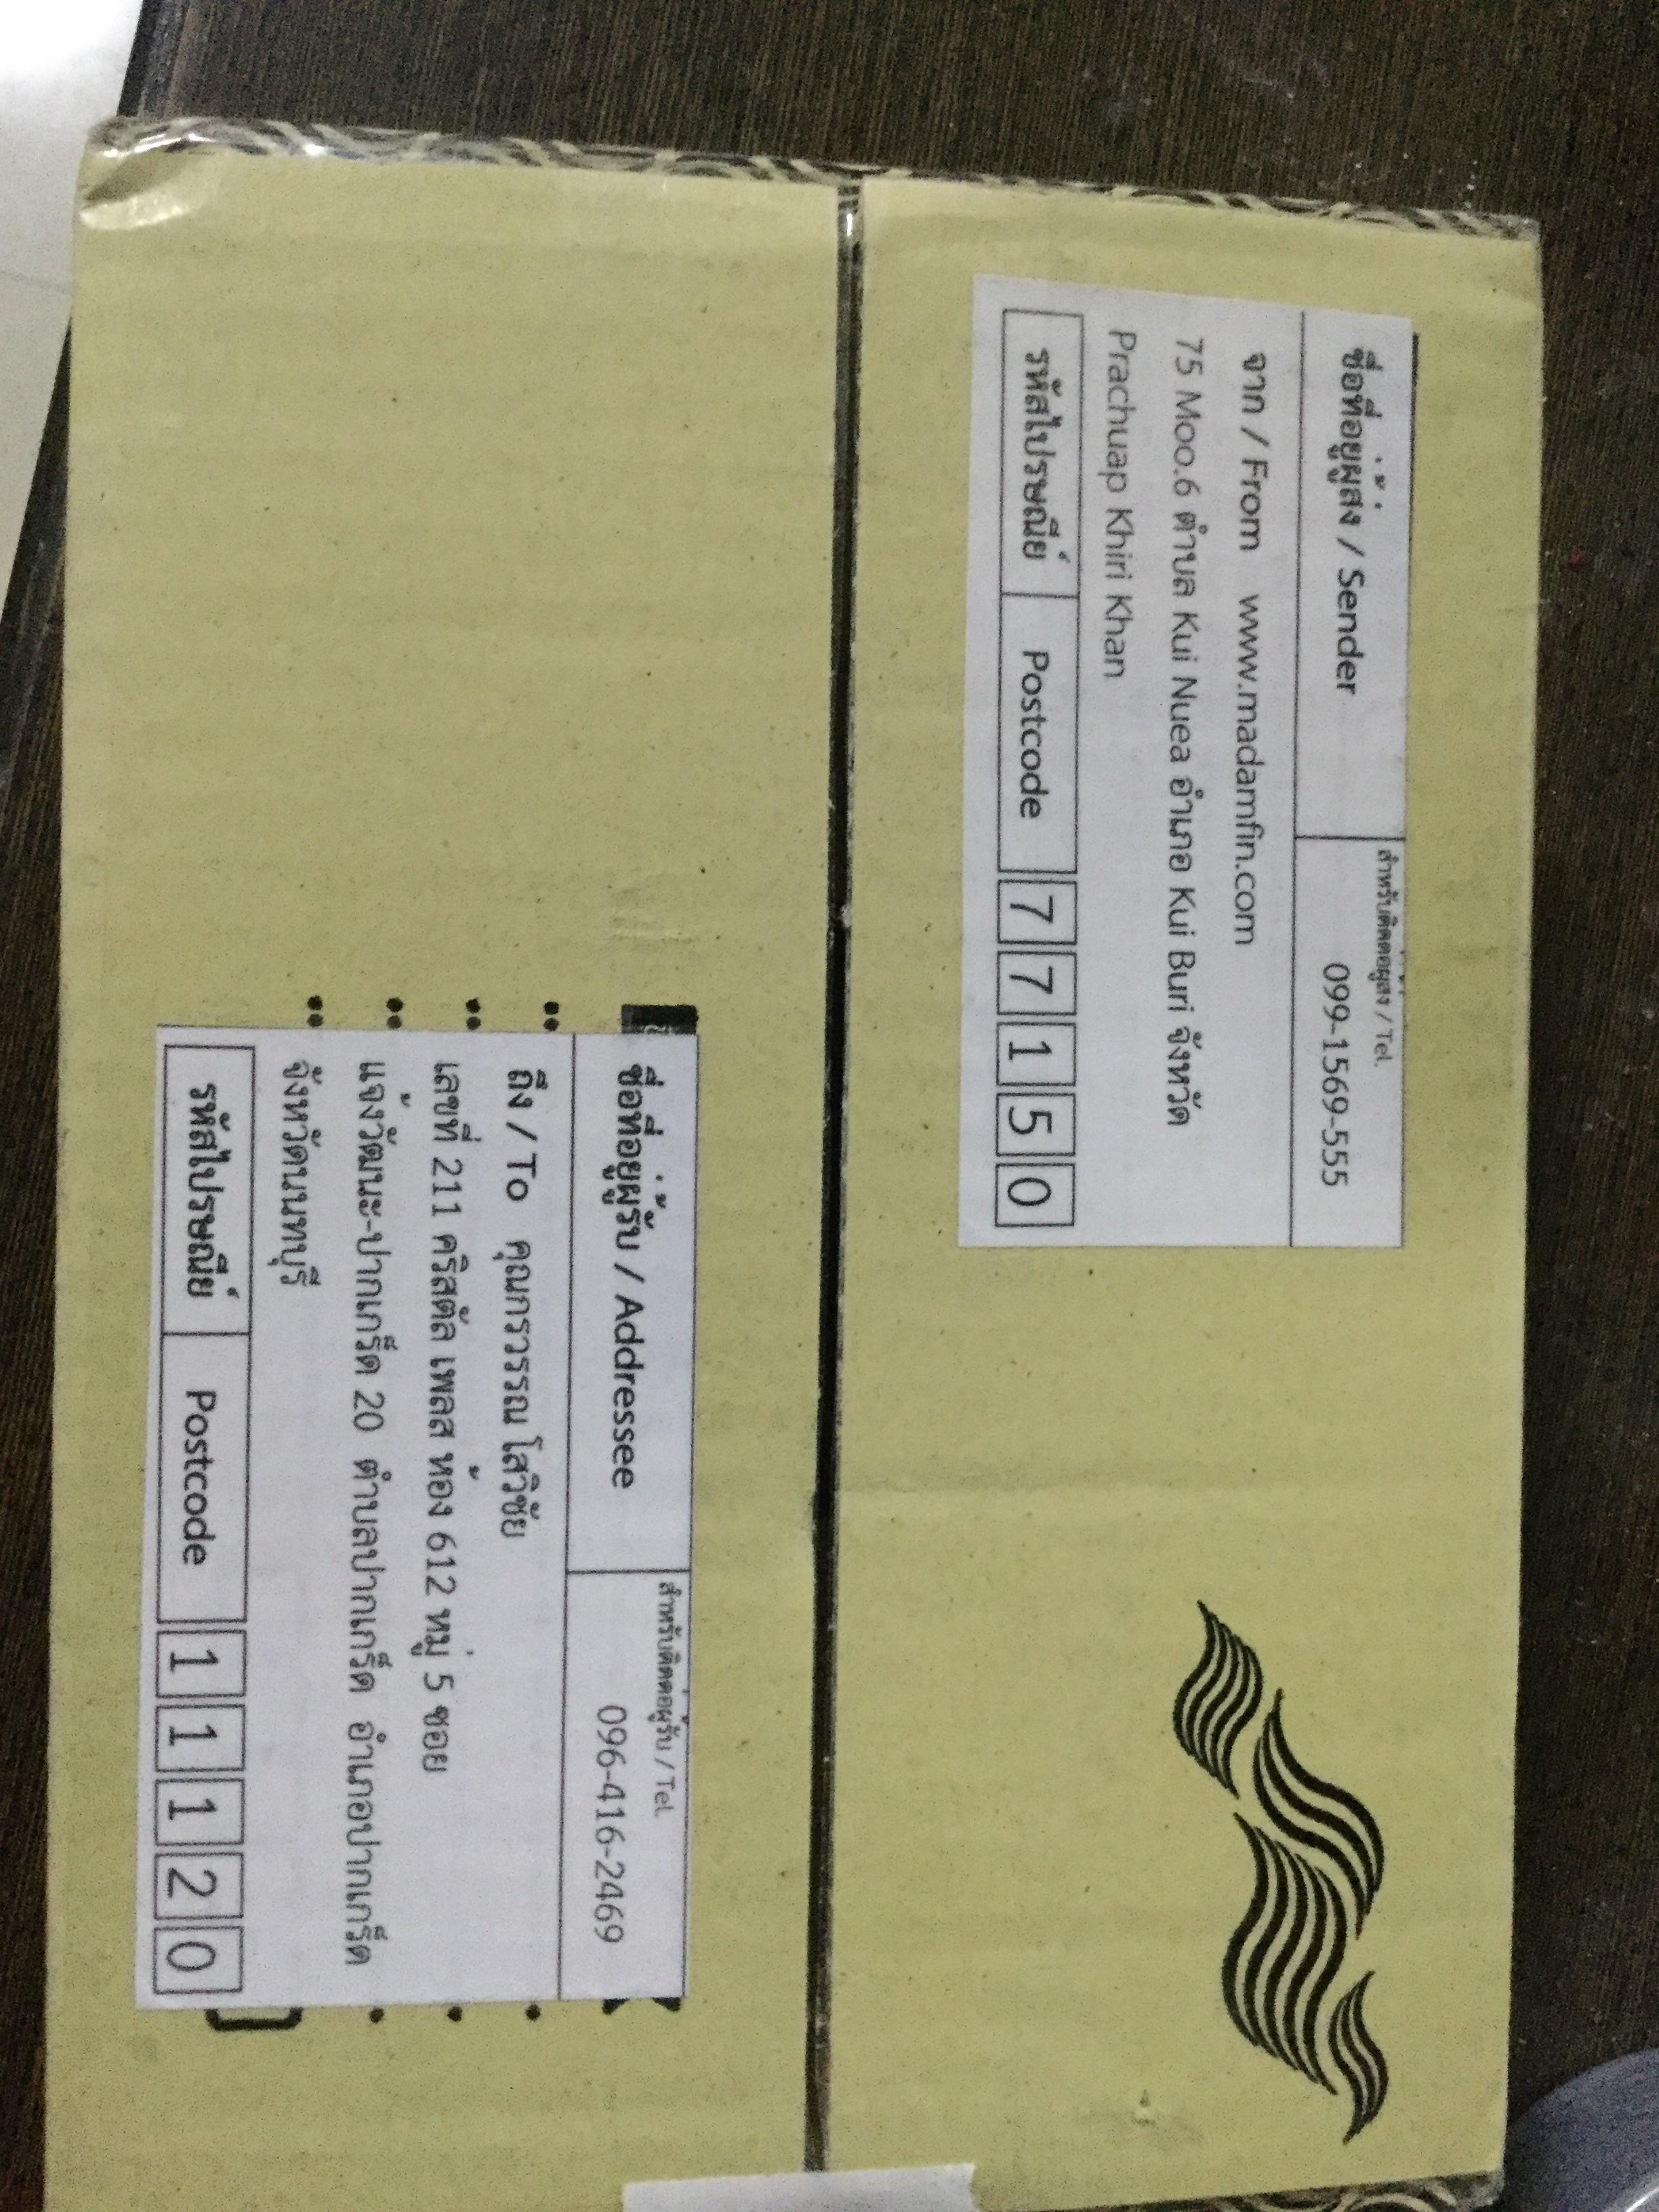 ชื่อที่อยู่ผู้ส่ง / Sender
สำหรับติดต่อผู้ส่ง / Tel.
099-1569-555
จาก / From www.madamfin.com
75 Moo.6 ตำบล Kui Nuea อำเภอ Kui Buri จังหวัด
Prachuap Khiri Khan
รหัสไปรษณีย์ Postcode 7 7 1 5 0
ชื่อที่อยู่ผู้รับ / Addressee
สำหรับติดต่อผู้รับ / Tel.
096-416-2469
ถึง / To คุณกรวรรณ โสวิชัย
เลขที่ 211 คริสตัล เพลส ห้อง 612 หมู่ 5 ซอย
แจ้งวัฒนะ-ปากเกร็ด 20 ตำบลปากเกร็ด อำเภอปากเกร็ด
จังหวัดนนทบุรี
รหัสไปรษณีย์ Postcode 1 1 1 2 0